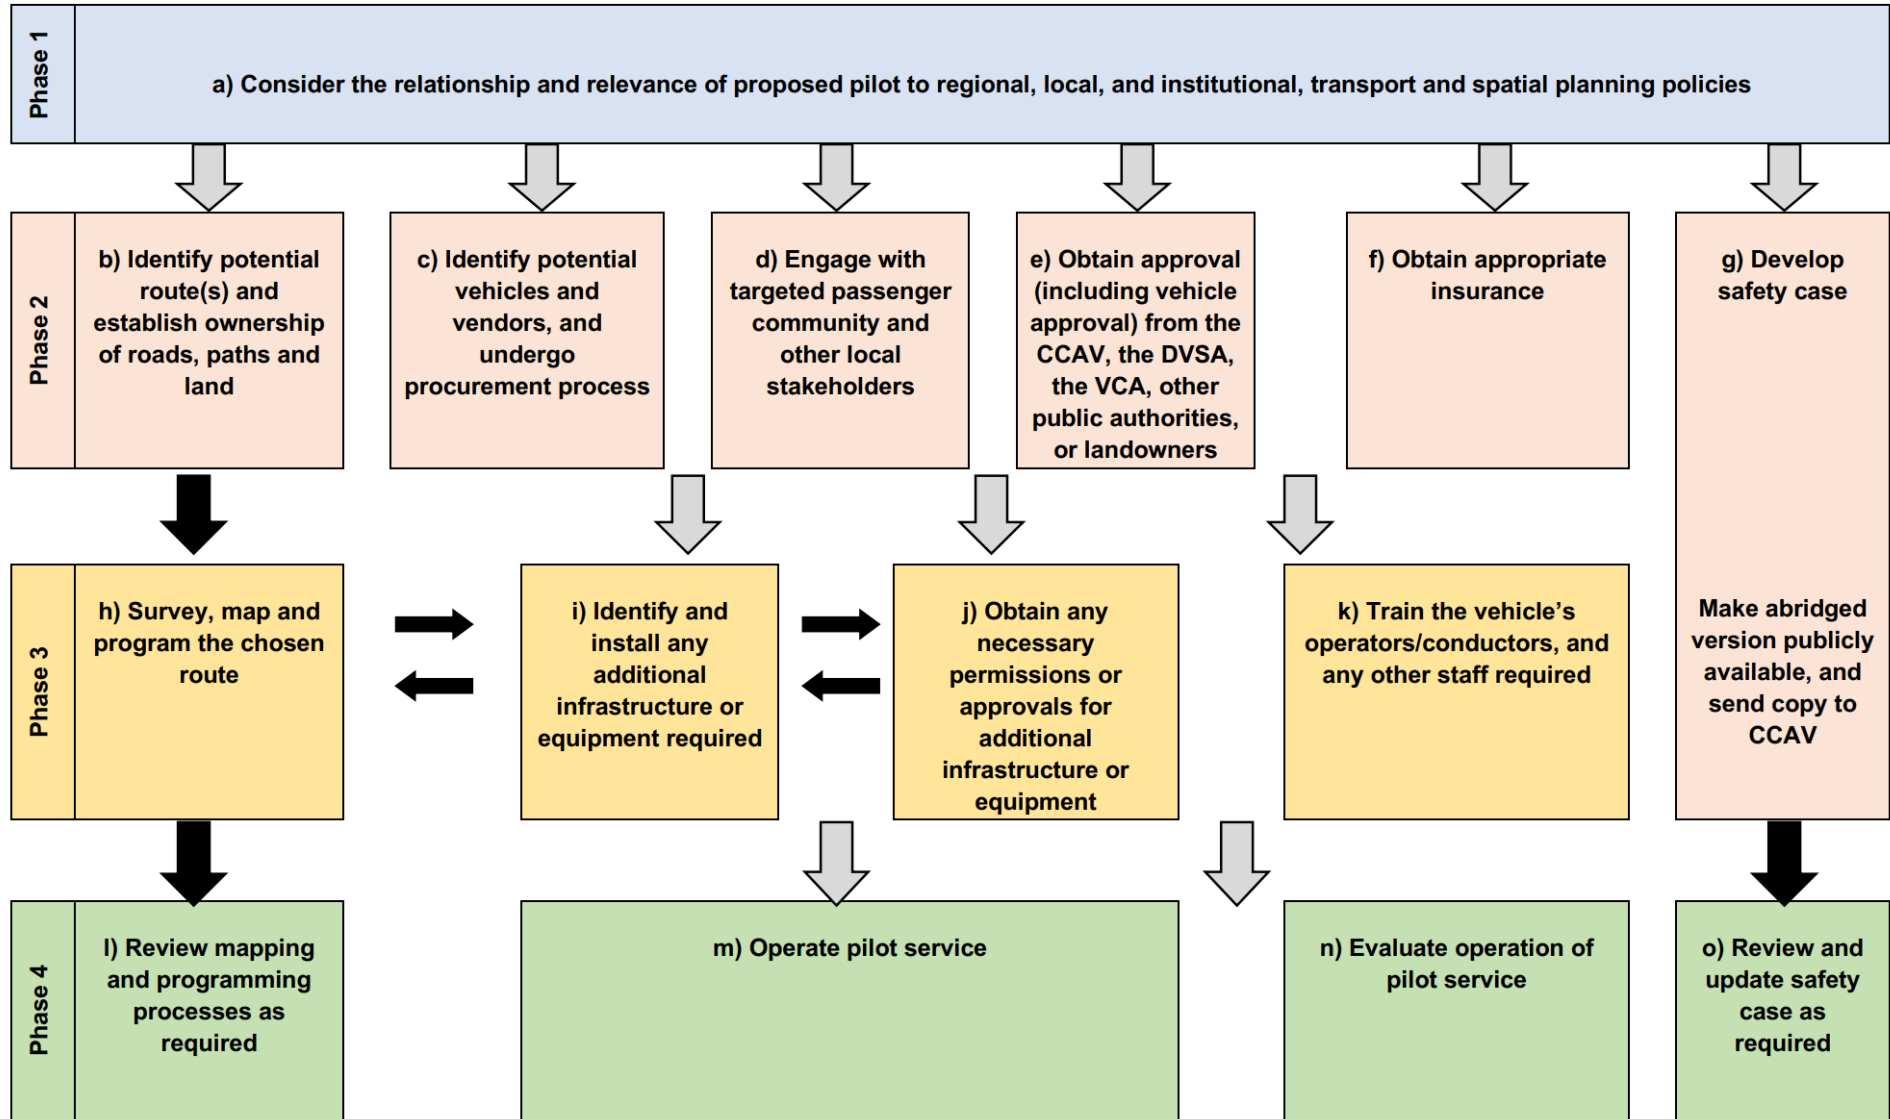 Phase 1
a) Consider the relationship and relevance of proposed pilot to regional, local, and institutional, transport and spatial planning policies
Phase 2
b) Identify potential
route(s) and
establish ownership
of roads, paths and
land
c) Identify potential
vehicles and
vendors, and
undergo
procurement process
d) Engage with
targeted passenger
community and
other local
stakeholders
e) Obtain approval
(including vehicle
approval) from the
CCAV, the DVSA,
the VCA, other
public authorities,
or landowners
f) Obtain appropriate
insurance
g) Develop
safety case
Make abridged
version publicly
available, and
send copy to
CCAV
Phase 3
h) Survey, map and
program the chosen
route
i) Identify and
install any
additional
infrastructure or
equipment required
j) Obtain any
necessary
permissions or
approvals for
additional
infrastructure or
equipment
k) Train the vehicle’s
operators/conductors, and
any other staff required
Phase 4
l) Review mapping
and programming
processes as
required
m) Operate pilot service
n) Evaluate operation of
pilot service
o) Review and
update safety
case as
required